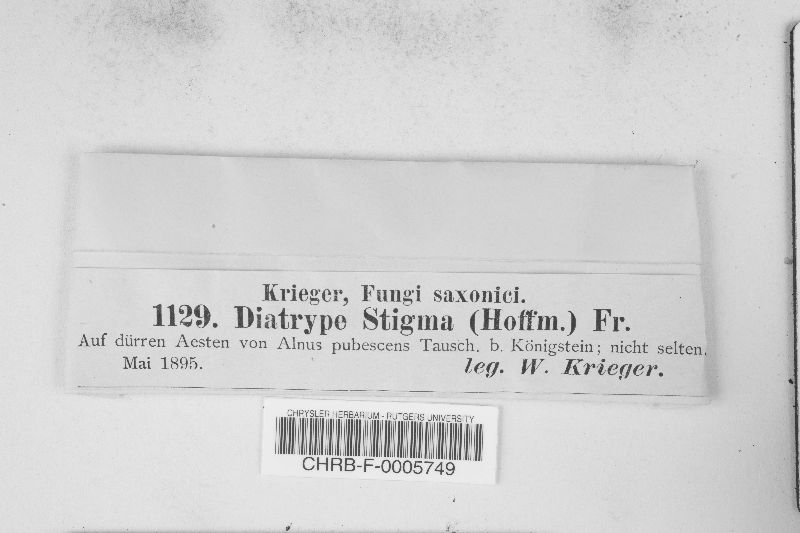 Krieger, Fungi saxonici.
1129. Diatrype Stigma (Hoffm.) Fr.
Auf dürren Aesten von Alnus pubescens Tausch. b. Königstein; nicht selten.
Mai 1895. leg. W. Krieger.
CHRYSLER HERBARIUM - RUTGERS UNIVERSITY
CHRB-F-0005749